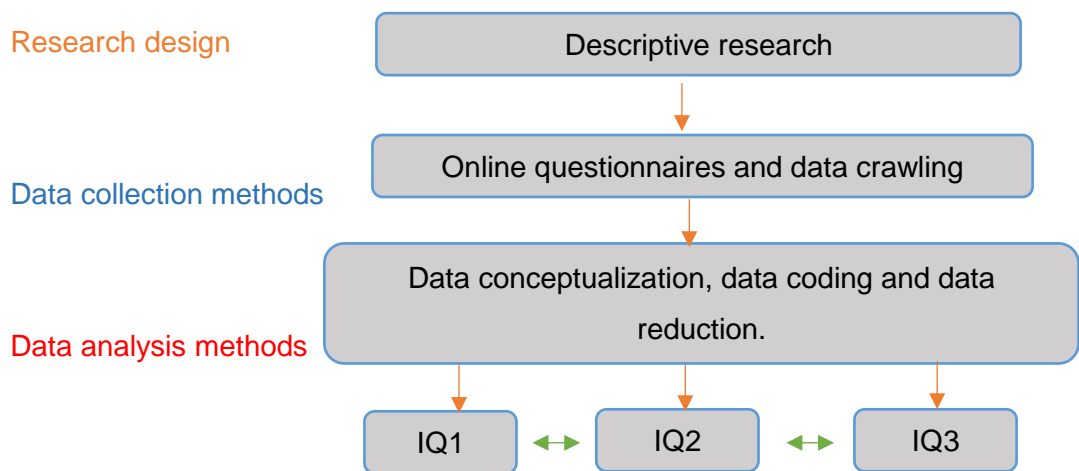 Research design
Descriptive research
Online questionnaires and data crawling
Data collection methods
Data conceptualization, data coding and data
reduction.
Data analysis methods
IQ1
IQ2
IQ3